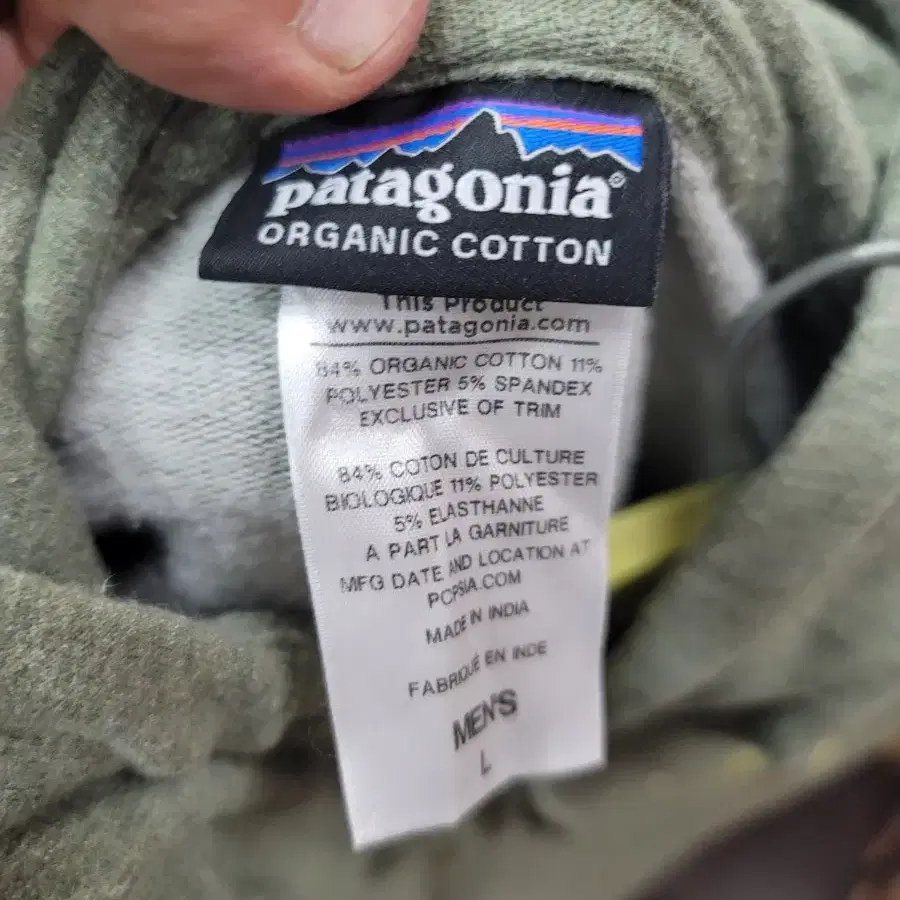 patagonia®
ORGANIC COTTON
This Product
www.patagonia.com
84% ORGANIC COTTON 11%
POLYESTER 5% SPANDEX
EXCLUSIVE OF TRIM
84% COTON DE CULTURE
BIOLOGIQUE 11% POLYESTER
5% ELASTHANNE
A PART LA GARNITURE
MFG DATE AND LOCATION AT
PCPSIA.COM
MADE IN INDIA
FABRIQUÉ EN INDE
MEN'S
L